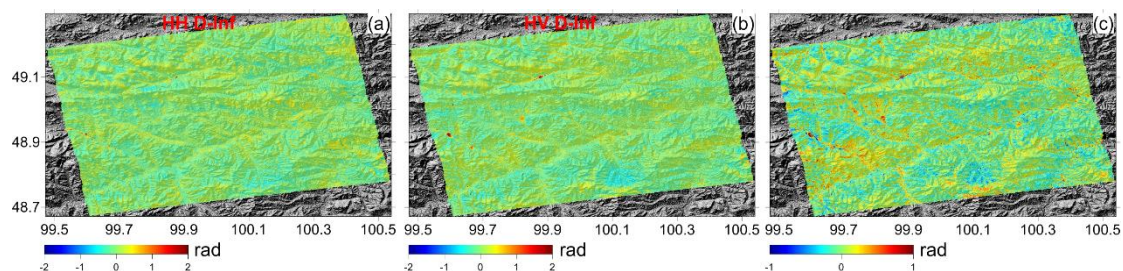 HH D-inf (a) HV D-inf (b) (c)
49.1
48.9
48.7
99.5 99.7 99.9 100.1 100.3 100.5 99.5 99.7 99.9 100.1 100.3 100.5 99.5 99.7 99.9 100.1 100.3 100.5
rad rad rad
-2 -1 0 1 2 -2 -1 0 1 2 -1 0 1